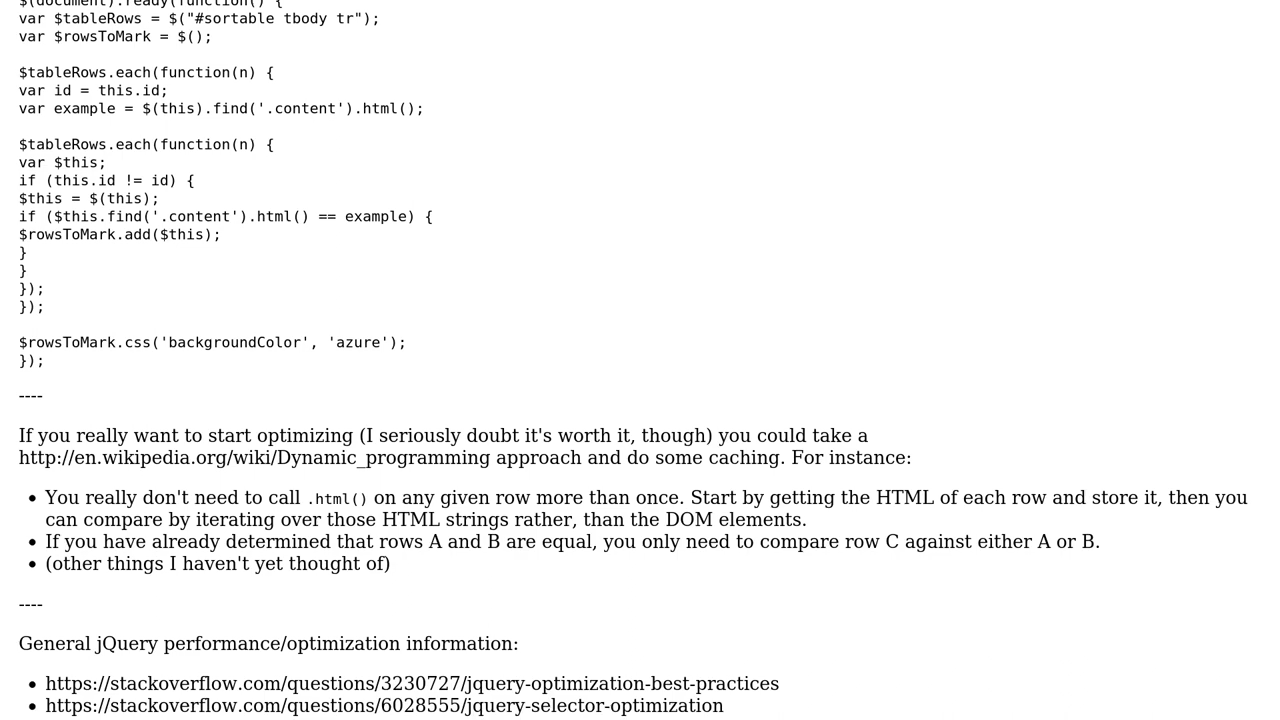 $(document).ready(function() {
var $tableRows = $("#sortable tbody tr");
var $rowsToMark = $();

$tableRows.each(function(n) {
var id = this.id;
var example = $(this).find('.content').html();

$tableRows.each(function(n) {
var $this;
if (this.id != id) {
$this = $(this);
if ($this.find('.content').html() == example) {
$rowsToMark.add($this);
}
}
});
});

$rowsToMark.css('backgroundColor', 'azure');
});
----
If you really want to start optimizing (I seriously doubt it's worth it, though) you could take a
http://en.wikipedia.org/wiki/Dynamic_programming approach and do some caching. For instance:
• You really don't need to call .html() on any given row more than once. Start by getting the HTML of each row and store it, then you
can compare by iterating over those HTML strings rather, than the DOM elements.
• If you have already determined that rows A and B are equal, you only need to compare row C against either A or B.
• (other things I haven't yet thought of)
----
General jQuery performance/optimization information:
• https://stackoverflow.com/questions/3230727/jquery-optimization-best-practices
• https://stackoverflow.com/questions/6028555/jquery-selector-optimization